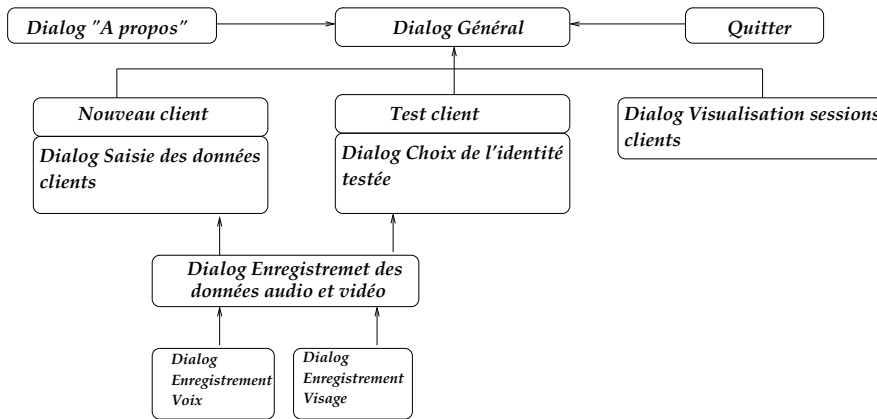 Dialog "A propos"
Dialog Général
Quitter
Nouveau client
Test client
Dialog Visualisation sessions
clients
Dialog Saisie des données
clients
Dialog Choix de l'identité
testée
Dialog Enregistremet des
données audio et vidéo
Dialog
Enregistrement
Voix
Dialog
Enregistrement
Visage